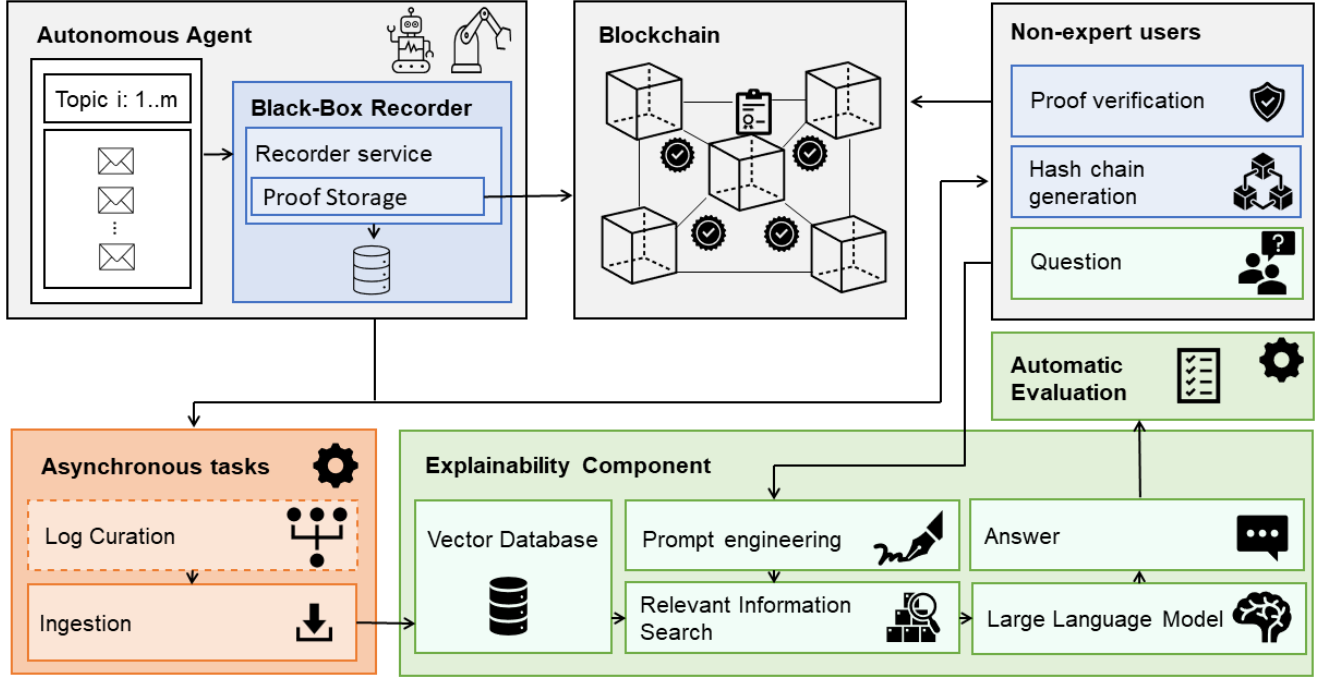 Autonomous Agent
Topic i: 1..m
Black-Box Recorder
Recorder service
Proof Storage
Blockchain
Non-expert users
Proof verification
Hash chain
generation
Question
?
Automatic
Evaluation
Asynchronous tasks
Log Curation
Ingestion
Explainability Component
Vector Database
Prompt engineering
Relevant Information
Search
Answer
Large Language Model